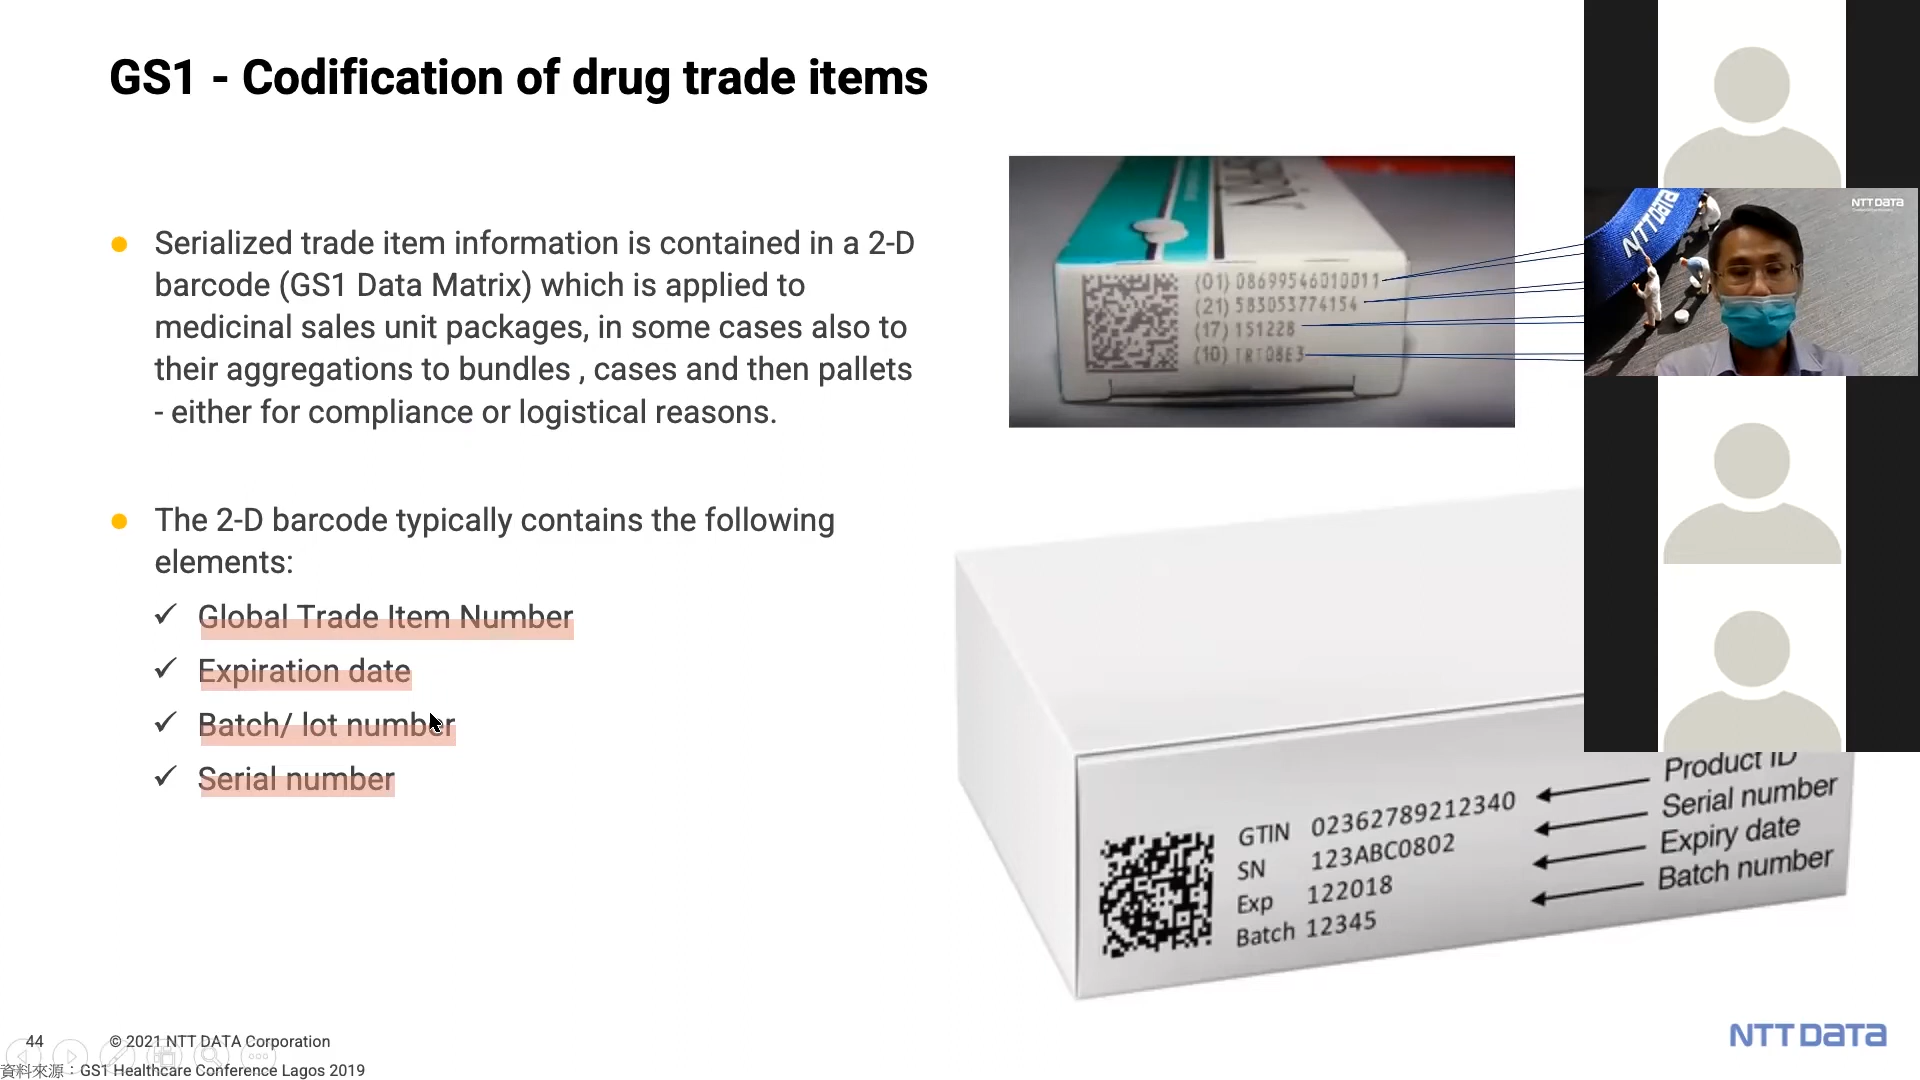 GS1 - Codification of drug trade items
Serialized trade item information is contained in a 2-D
barcode (GS1 Data Matrix) which is applied to
medicinal sales unit packages, in some cases also to
their aggregations to bundles , cases and then pallets
- either for compliance or logistical reasons.
The 2-D barcode typically contains the following
elements:
✓ Global Trade Item Number
✓ Expiration date
✓ Batch/ lot number
✓ Serial number
(01) 08699546010011
(21) 583053774154
(17) 151228
(10) TRT08E3
NTT DATA
NTT DATA
Product ID
Serial number
Expiry date
Batch number
GTIN 02362789212340
SN 123ABC0802
Exp 122018
Batch 12345
44
© 2021 NTT DATA Corporation
資料來源：GS1 Healthcare Conference Lagos 2019
NTT DATA